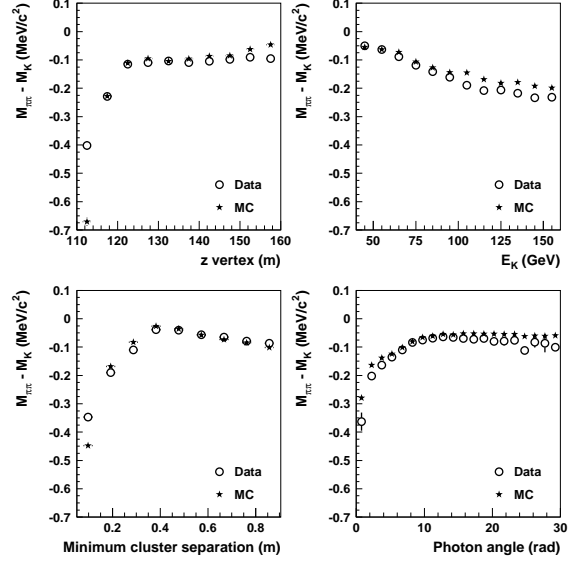 M_ππ - M_K (MeV/c²)
0.1
0
-0.1
-0.2
-0.3
-0.4
-0.5
-0.6
-0.7
Data
MC
110 120 130 140 150 160
z vertex (m)
M_ππ - M_K (MeV/c²)
0.1
0
-0.1
-0.2
-0.3
-0.4
-0.5
-0.6
-0.7
Data
MC
50 75 100 125 150
E_K (GeV)
M_ππ - M_K (MeV/c²)
0.1
0
-0.1
-0.2
-0.3
-0.4
-0.5
-0.6
-0.7
Data
MC
0.2 0.4 0.6 0.8
Minimum cluster separation (m)
M_ππ - M_K (MeV/c²)
0.1
0
-0.1
-0.2
-0.3
-0.4
-0.5
-0.6
-0.7
Data
MC
0 10 20 30
Photon angle (rad)